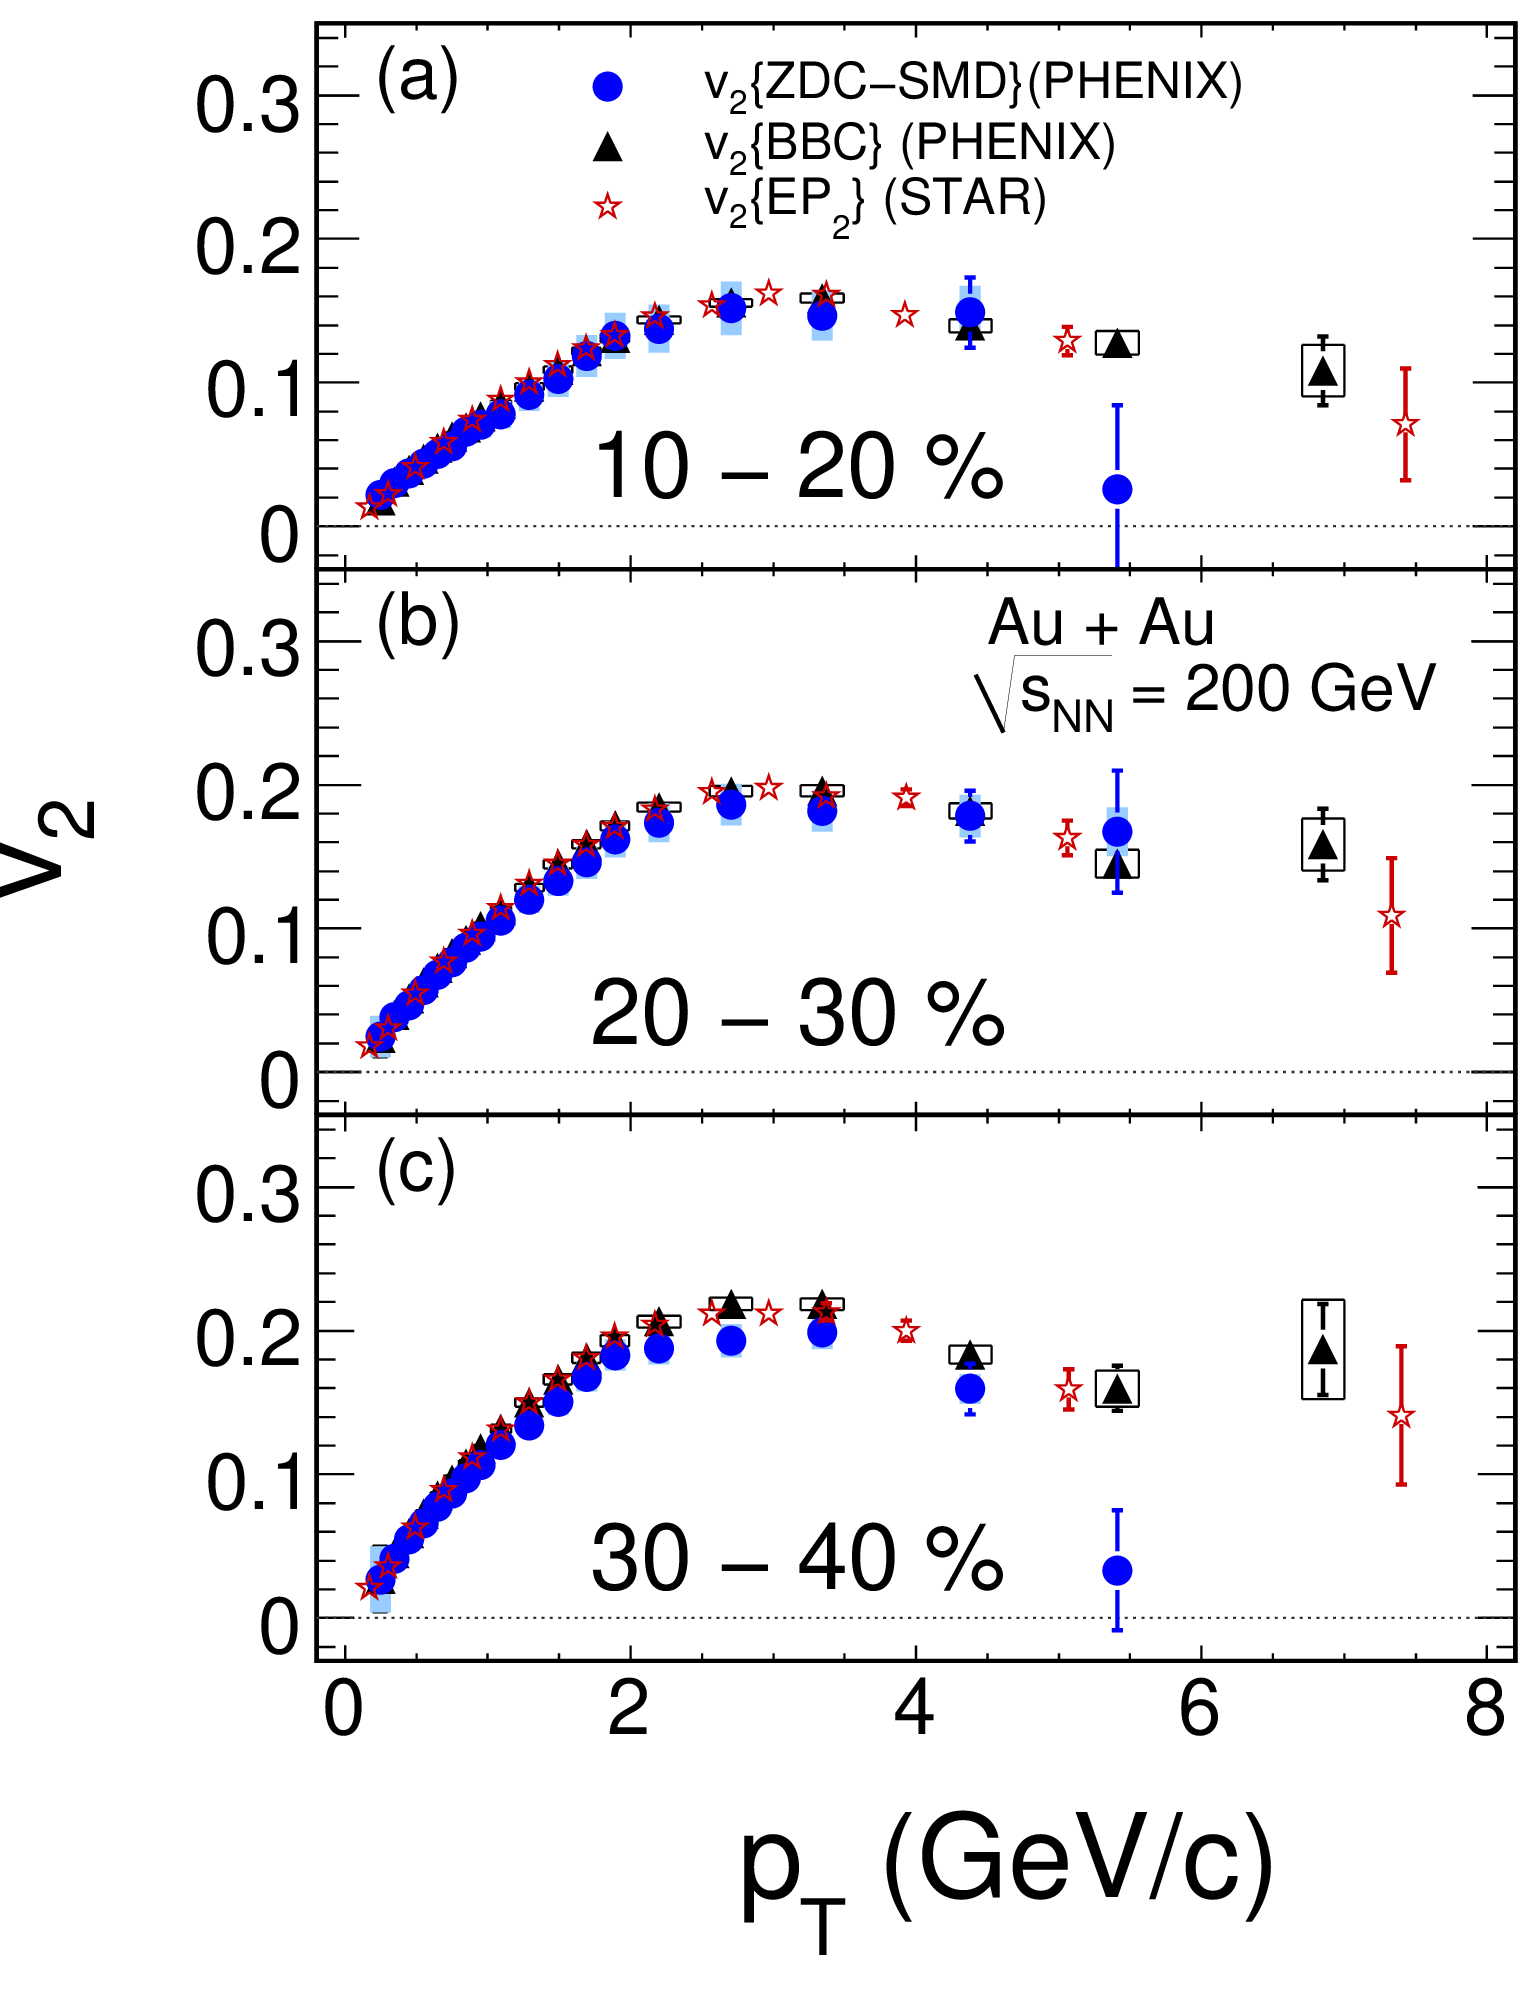 (a)
v2{ZDC−SMD}(PHENIX)
v2{BBC} (PHENIX)
v2{EP2} (STAR)
0.3
0.2
0.1
0
10 − 20 %
(b)
Au + Au
√sNN = 200 GeV
0.3
0.2
0.1
0
20 − 30 %
v2
(c)
0.3
0.2
0.1
0
30 − 40 %
0 2 4 6 8
pT (GeV/c)